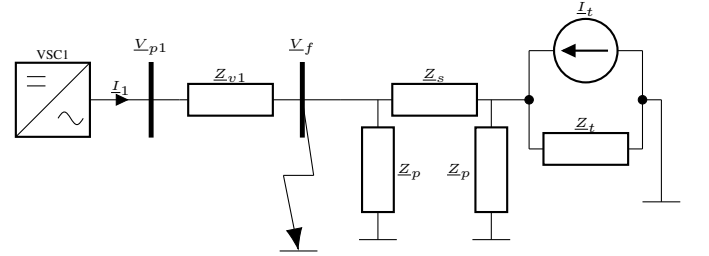 I_t
V_p1
V_f
VSC1
I_1
Z_v1
Z_s
Z_t
Z_p
Z_p